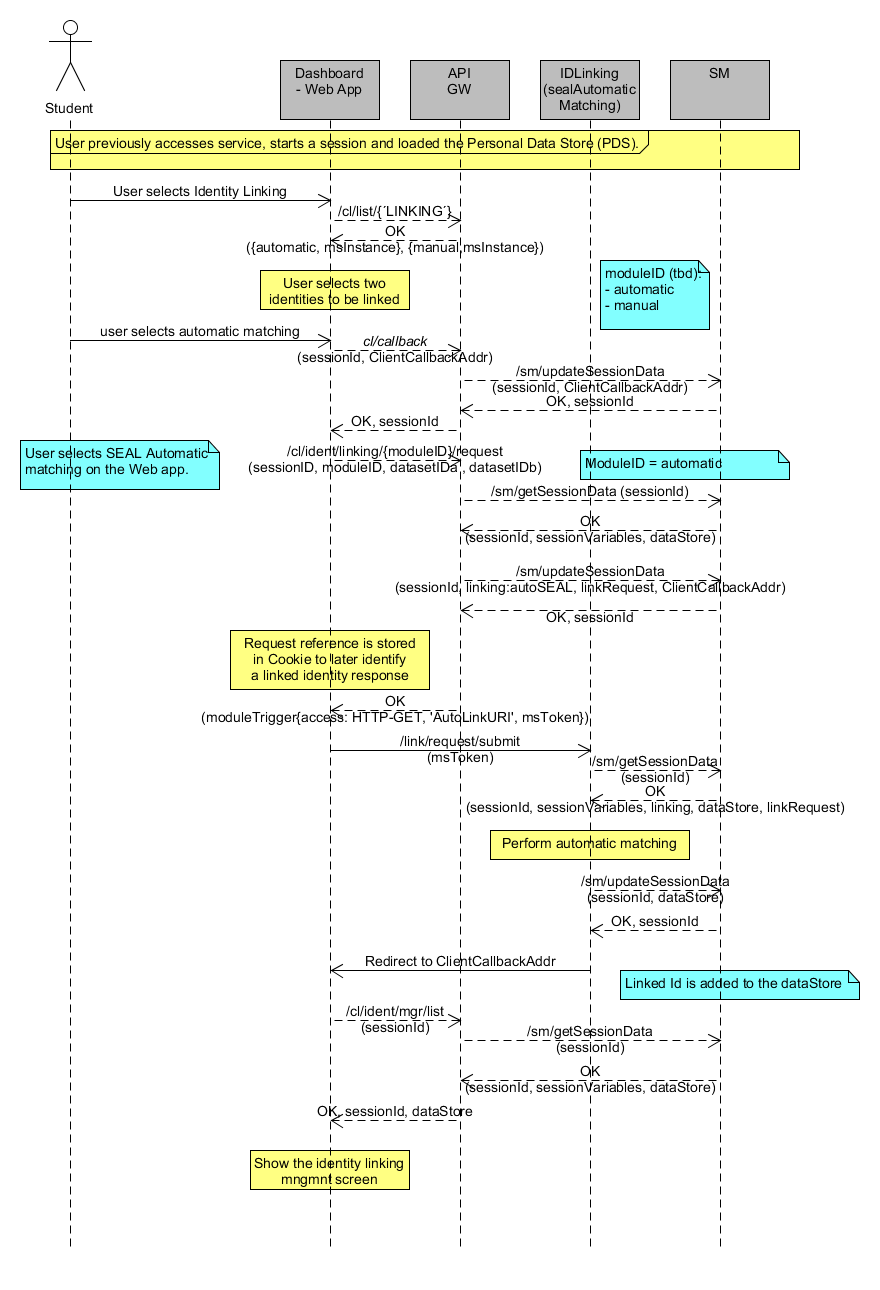 Student
Dashboard
- Web App
API
GW
IDLinking
(sealAutomatic
Matching)
SM
User previously accesses service, starts a session and loaded the Personal Data Store (PDS).
User selects Identity Linking
/cl/list/{´LINKING´}
OK
({automatic, msInstance}, {manual,msInstance})
User selects two
identities to be linked
moduleID (tbd):
- automatic
- manual
user selects automatic matching
cl/callback
(sessionId, ClientCallbackAddr)
/sm/updateSessionData
(sessionId, ClientCallbackAddr)
OK, sessionId
OK, sessionId
User selects SEAL Automatic
matching on the Web app.
/cl/ident/linking/{moduleID}/request
(sessionID, moduleID, datasetIDa , datasetIDb)
ModuleID = automatic
/sm/getSessionData (sessionId)
OK
(sessionId, sessionVariables, dataStore)
/sm/updateSessionData
(sessionId, linking:autoSEAL, linkRequest, ClientCallbackAddr)
OK, sessionId
Request reference is stored
in Cookie to later identify
a linked identity response
OK
(moduleTrigger{access: HTTP-GET, 'AutoLinkURI', msToken})
/link/request/submit
(msToken)
/sm/getSessionData
(sessionId)
OK
(sessionId, sessionVariables, linking, dataStore, linkRequest)
Perform automatic matching
/sm/updateSessionData
(sessionId, dataStore)
OK, sessionId
Redirect to ClientCallbackAddr
Linked Id is added to the dataStore
/cl/ident/mgr/list
(sessionId)
/sm/getSessionData
(sessionId)
OK
(sessionId, sessionVariables, dataStore)
OK, sessionId, dataStore
Show the identity linking
mngmnt screen